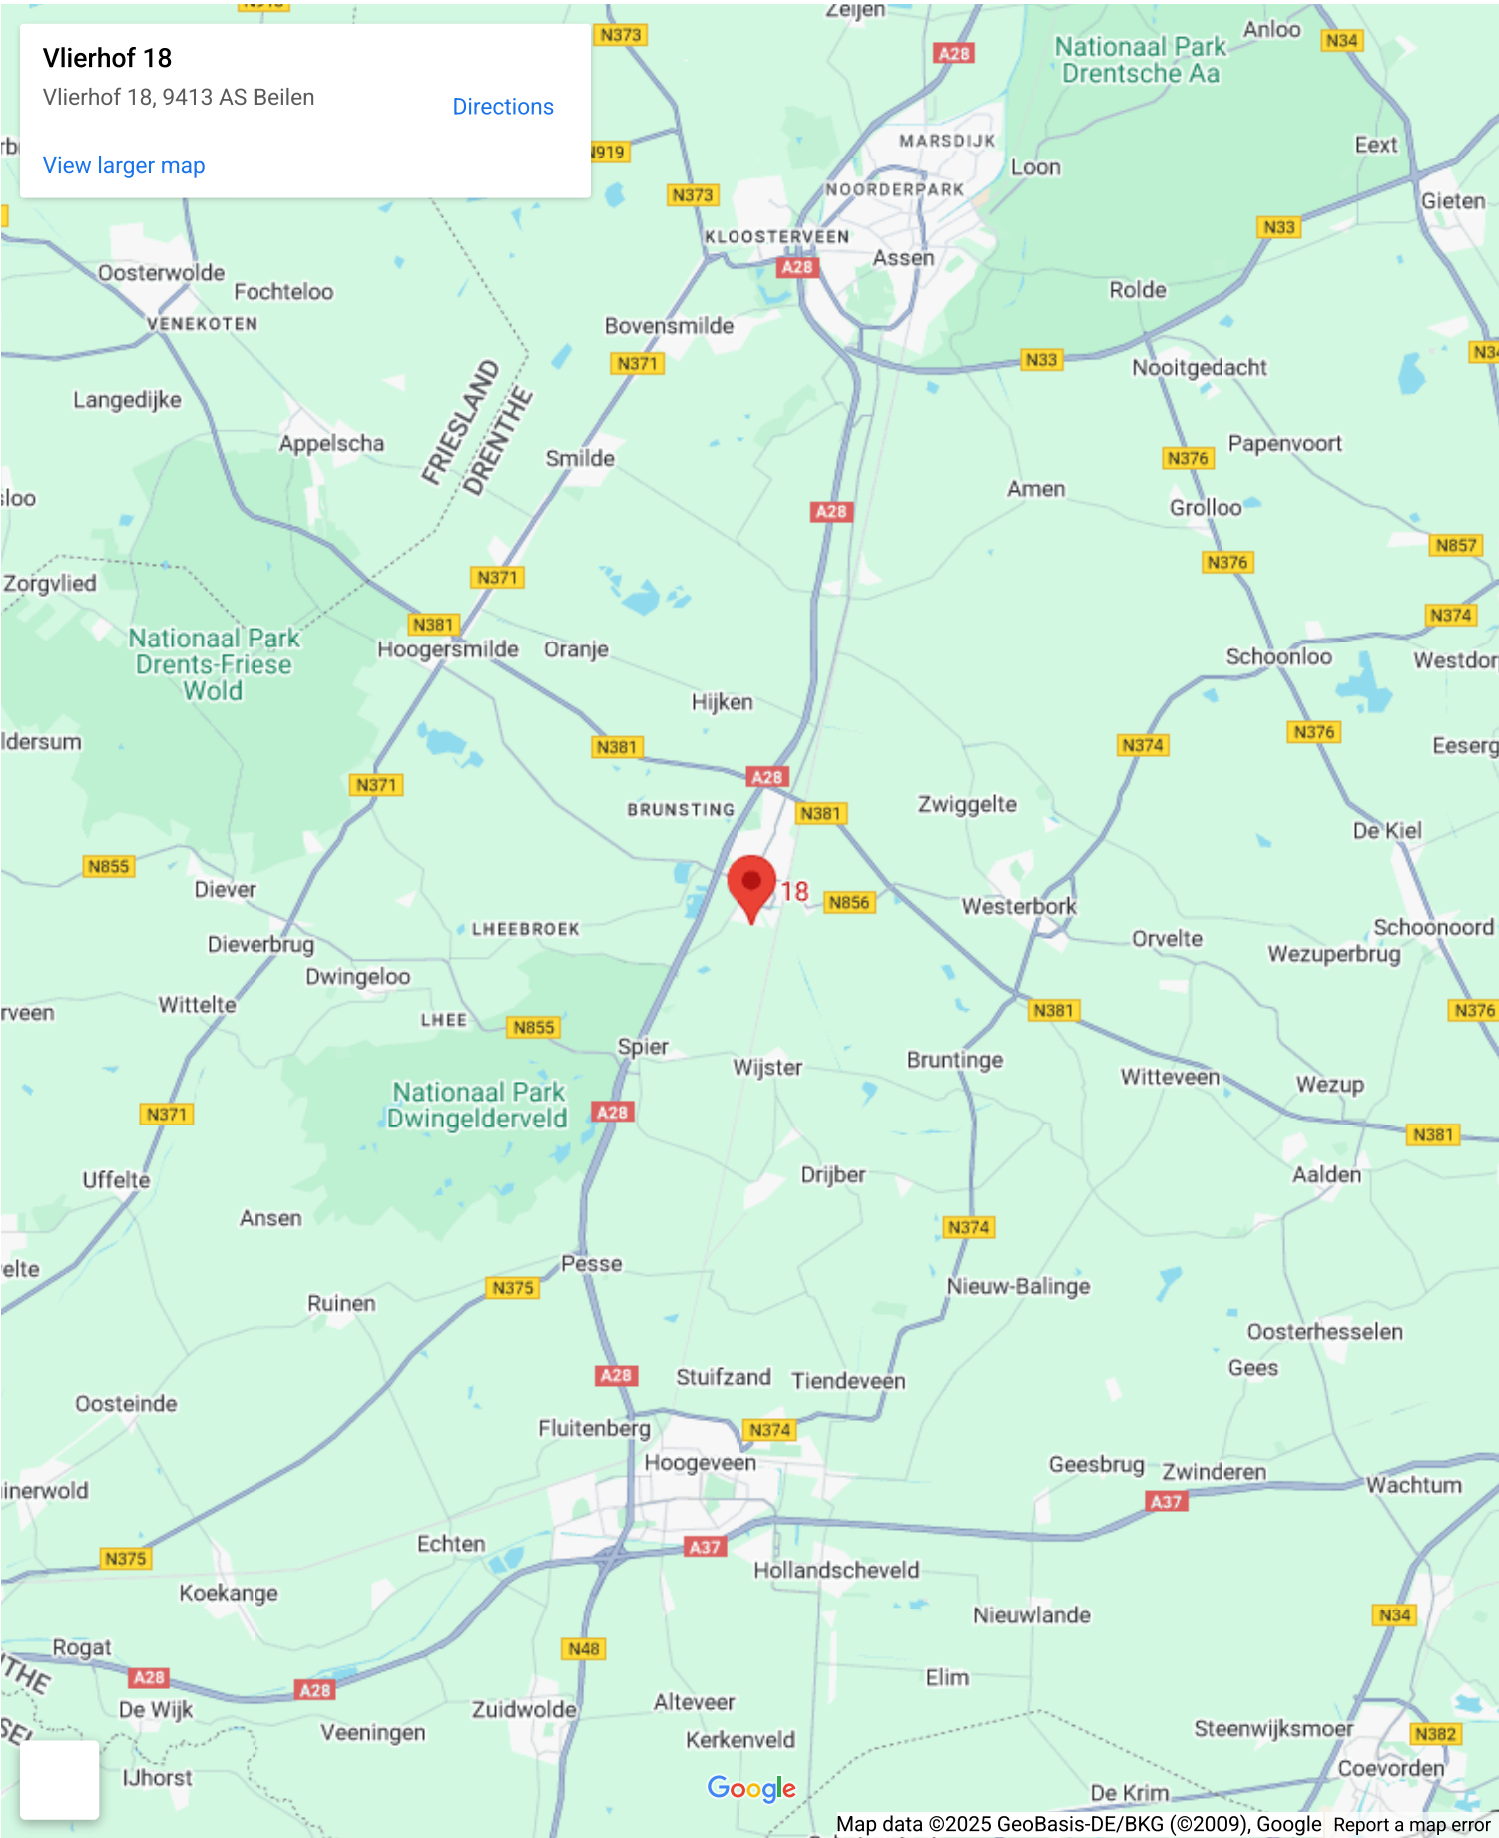 Vlierhof 18
Vlierhof 18, 9413 AS Beilen
Directions
View larger map
N373
A28
Zeijen
Nationaal Park
Drentsche Aa
Anloo
N34
N919
MARSDIJK
Loon
Eext
N373
NOORDERPARK
Gieten
KLOOSTERVEEN
N33
A28
Assen
Oosterwolde
Fochteloo
Rolde
VENEKOTEN
Bovensmilde
N371
N33
Nooitgedacht
FRIESLAND
DRENTHE
Langedijke
Appelscha
Smilde
N376
Papenvoort
Amen
A28
Grolloo
N857
N371
N376
Zorgvlied
N381
N374
Nationaal Park
Drents-Friese
Wold
Hoogersmilde
Oranje
Schoonloo
Westdor
Hijken
N376
ldersum
N381
N374
Eeserg
A28
N371
BRUNSTING
N381
Zwiggelte
De Kiel
N855
Diever
18
N856
Westerbork
LHEEBROEK
Schoonoord
Dieverbrug
Orvelte
Wezuperbrug
Dwingeloo
Wittelte
rveen
LHEE
N855
N381
N376
Spier
Wijster
Bruntinge
Witteveen
Wezup
Nationaal Park
Dwingelderveld
N371
A28
N381
Uffelte
Drijber
Aalden
Ansen
N374
elte
Pesse
N375
Nieuw-Balinge
Ruinen
Oosterhesselen
Gees
A28
Stuifzand
Tiendeveen
Oosteinde
Fluitenberg
N374
Hoogeveen
Geesbrug
Zwinderen
inerwold
A37
Wachtum
Echten
A37
N375
Hollandscheveld
Koekange
Nieuwlande
N34
Rogat
N48
A28
A28
Elim
De Wijk
Zuidwolde
Alteveer
Veeningen
Kerkenveld
Steenwijksmoer
N382
IJhorst
Coevorden
Google
De Krim
Map data ©2025 GeoBasis-DE/BKG (©2009), Google
Report a map error